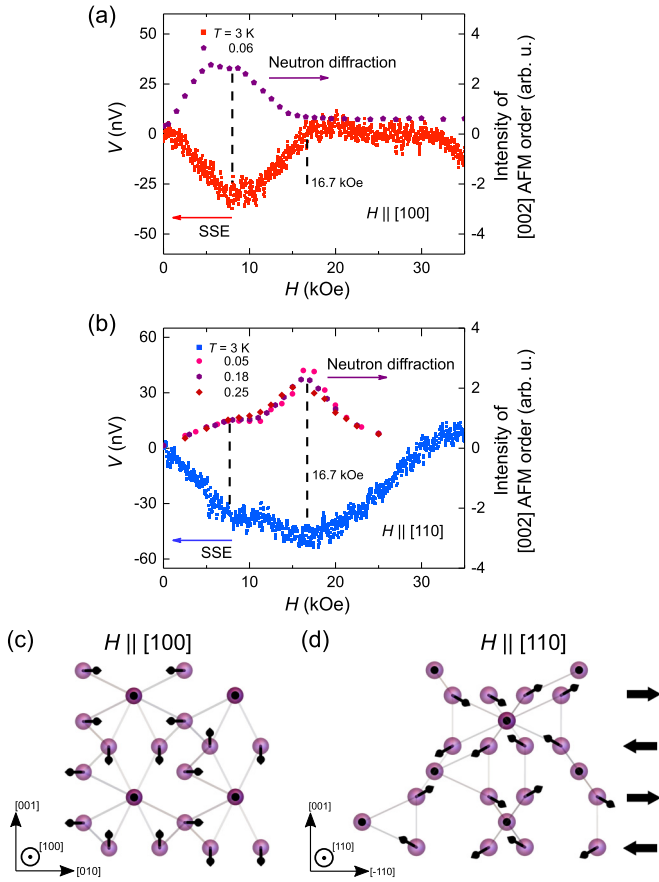 (a)
T = 3 K
0.06
Neutron diffraction
16.7 kOe
SSE
H || [100]
50
25
0
-25
-50
V (nV)
4
2
0
-2
-4
Intensity of
[002] AFM order (arb. u.)
0 10 20 30
H (kOe)
(b)
T = 3 K
0.05
0.18
0.25
Neutron diffraction
16.7 kOe
SSE
H || [110]
60
30
0
-30
-60
V (nV)
4
2
0
-2
-4
Intensity of
[002] AFM order (arb. u.)
0 10 20 30
H (kOe)
(c) H || [100]
[001]
[100]
[010]
(d) H || [110]
[001]
[110]
[-110]